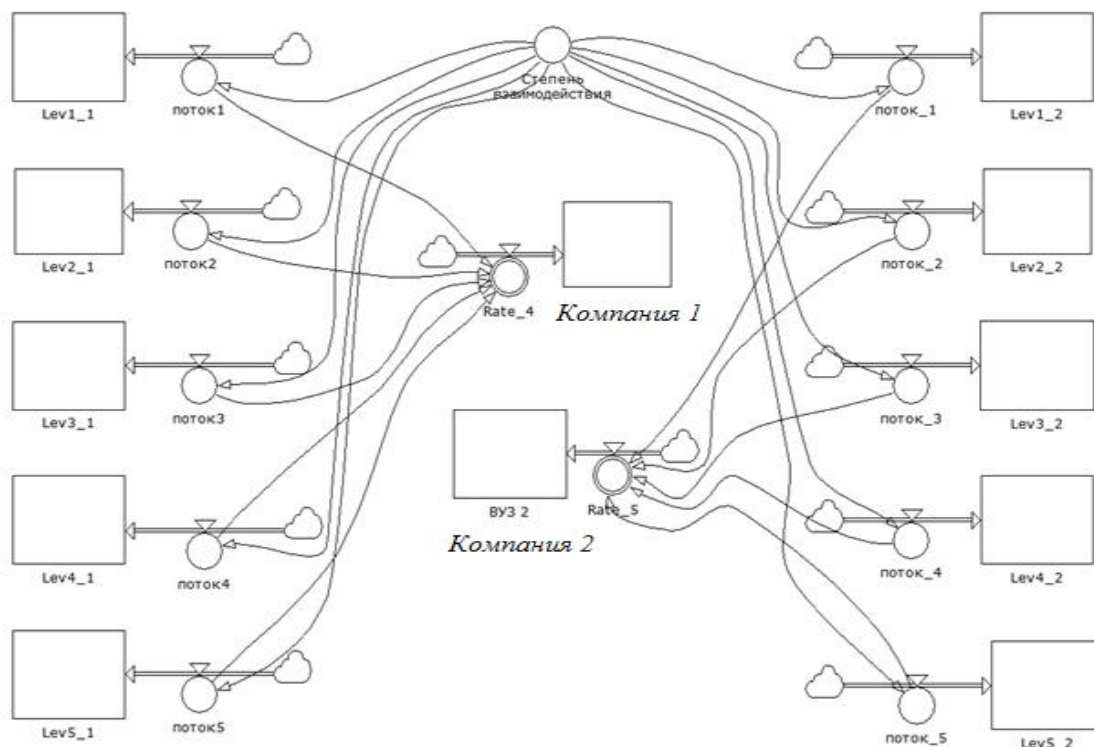 Степень
взаимодействия
Lev1_1
поток1
поток_1
Lev1_2
Lev2_1
поток2
поток_2
Lev2_2
Rate_4
Компания 1
Lev3_1
поток3
поток_3
Lev3_2
ВУЗ 2
Rate_5
Компания 2
Lev4_1
поток4
поток_4
Lev4_2
Lev5_1
поток5
поток_5
Lev5_2